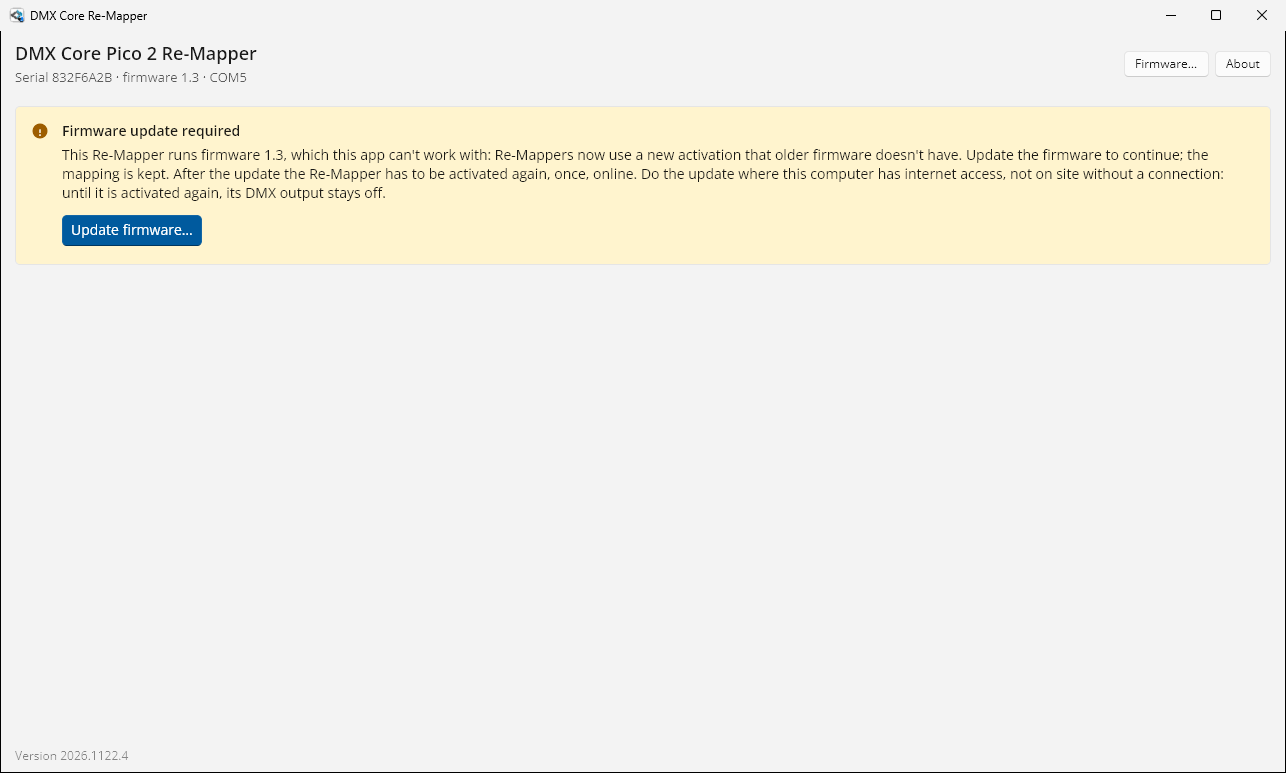 DMX Core Re-Mapper
DMX Core Pico 2 Re-Mapper
Serial 832F6A2B · firmware 1.3 · COM5
Firmware...
About
Firmware update required
This Re-Mapper runs firmware 1.3, which this app can't work with: Re-Mappers now use a new activation that older firmware doesn't have. Update the firmware to continue; the
mapping is kept. After the update the Re-Mapper has to be activated again, once, online. Do the update where this computer has internet access, not on site without a connection:
until it is activated again, its DMX output stays off.
Update firmware...
Version 2026.1122.4